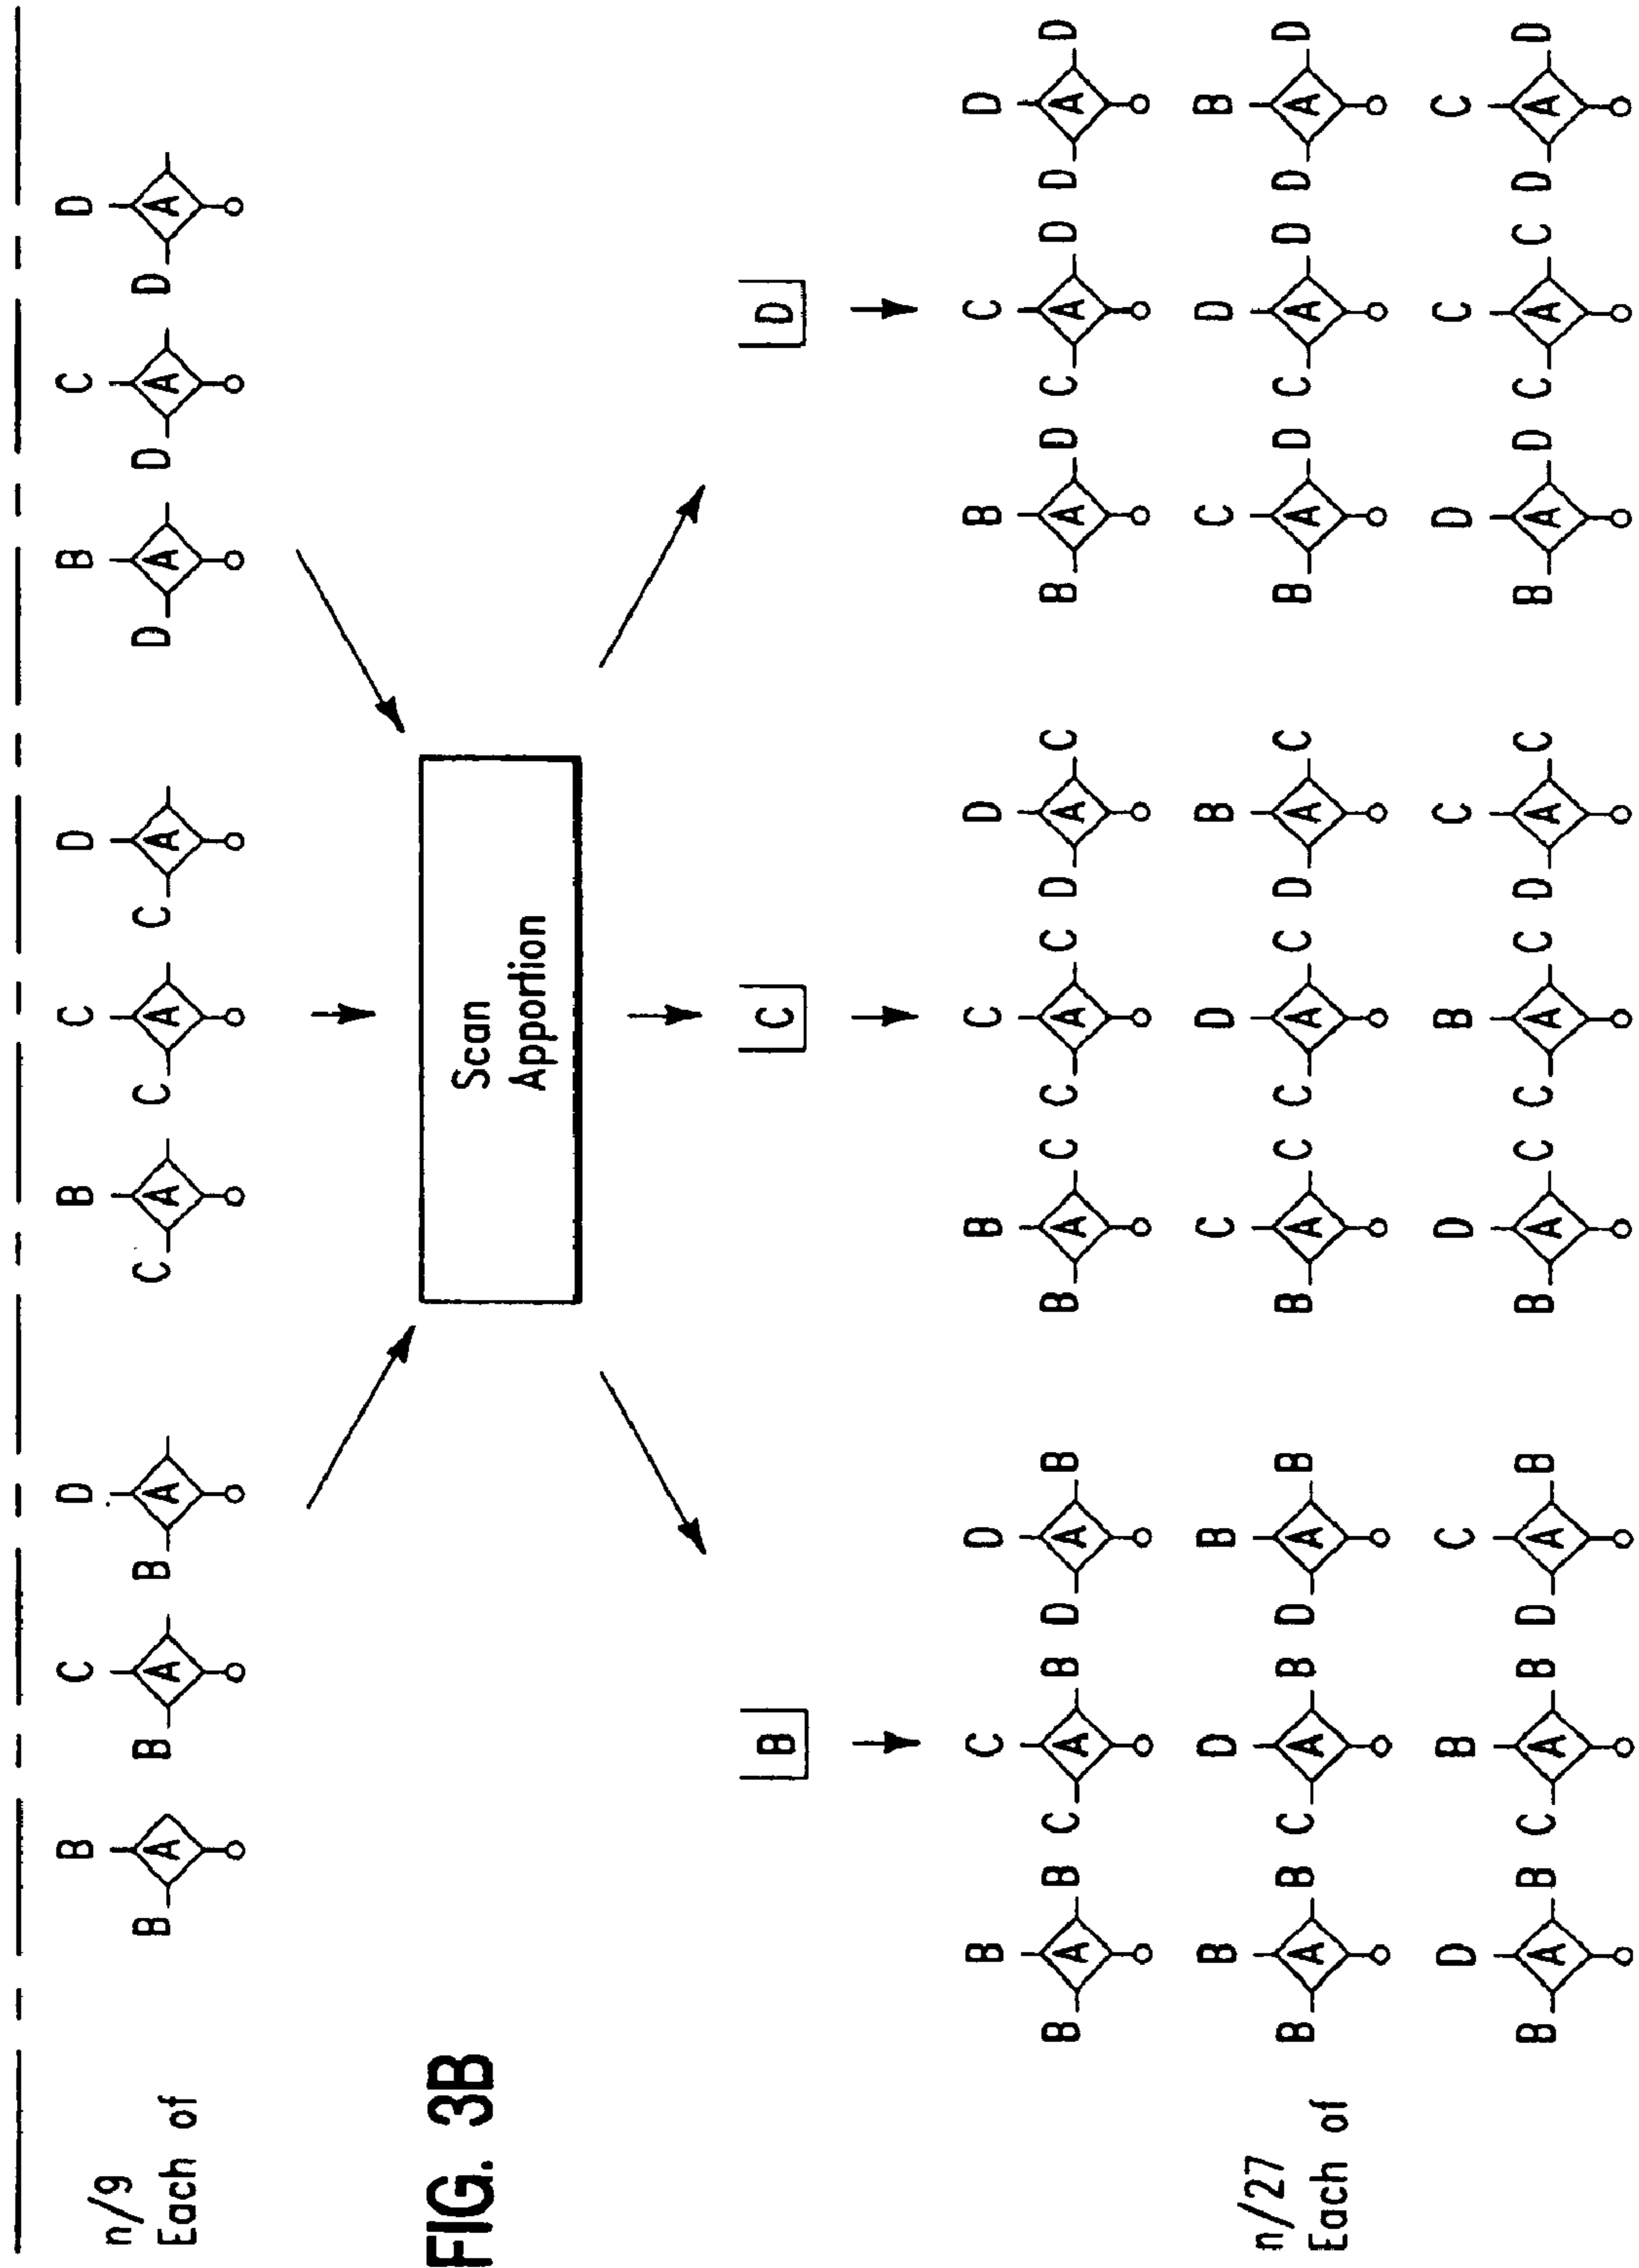 B C D B C D B C D
n/9
Each of
B A B A B A C A C A C A D A D A D A
FIG. 3B
Scan
Apportion
B C D
B C D B C D B C D
B A B C A B D A B B A C C A C D A C B A D C A D D A D
B D B C D B C D B
n/27
Each of
B A B C A B D A B B A C C A C D A C B A D C A D D A D
D B C D B C D C C
B A B C A B D A B B A C C A C D A C B A D C A C D A D